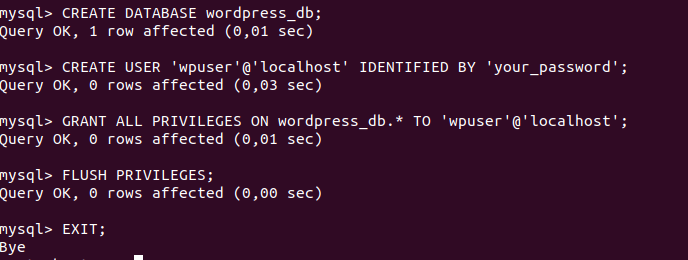 mysql> CREATE DATABASE wordpress_db;
Query OK, 1 row affected (0,01 sec)
mysql> CREATE USER 'wpuser'@'localhost' IDENTIFIED BY 'your_password';
Query OK, 0 rows affected (0,03 sec)
mysql> GRANT ALL PRIVILEGES ON wordpress_db.* TO 'wpuser'@'localhost';
Query OK, 0 rows affected (0,01 sec)
mysql> FLUSH PRIVILEGES;
Query OK, 0 rows affected (0,00 sec)
mysql> EXIT;
Bye